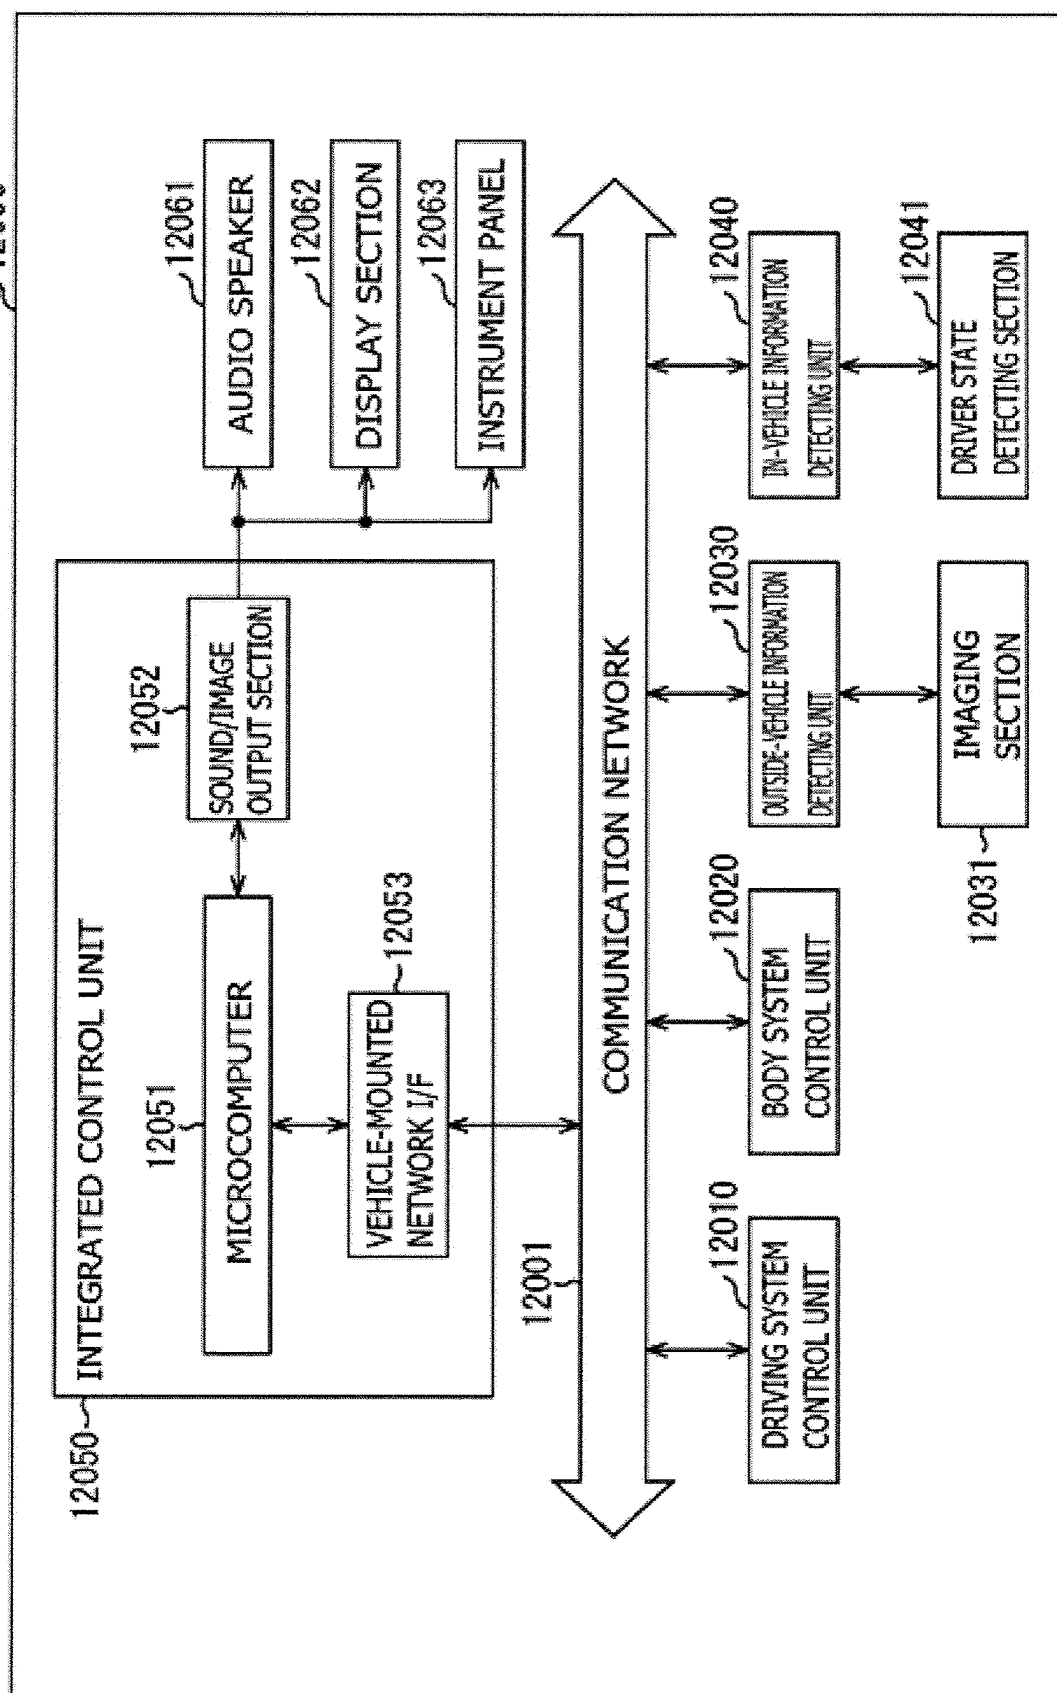 12050
INTEGRATED CONTROL UNIT
12051
MICROCOMPUTER
12052
SOUND/IMAGE
OUTPUT SECTION
12053
VEHICLE-MOUNTED
NETWORK I/F
12061
AUDIO SPEAKER
12062
DISPLAY SECTION
12063
INSTRUMENT PANEL
12001
COMMUNICATION NETWORK
12010
DRIVING SYSTEM
CONTROL UNIT
12020
BODY SYSTEM
CONTROL UNIT
12030
OUTSIDE-VEHICLE INFORMATION
DETECTING UNIT
12040
IN-VEHICLE INFORMATION
DETECTING UNIT
12031
IMAGING
SECTION
12041
DRIVER STATE
DETECTING SECTION